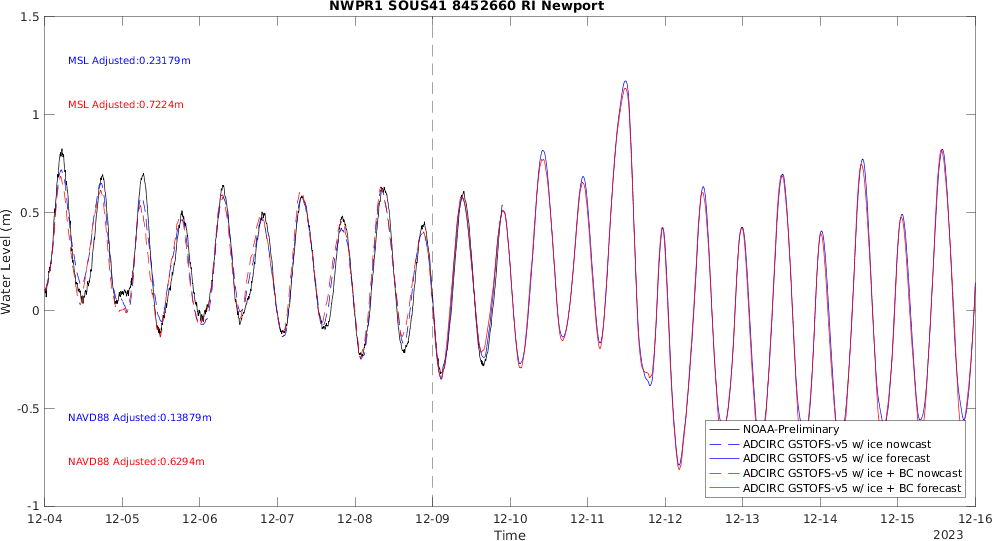 NWPR1 SOUS41 8452660 RI Newport
1.5
1
0.5
0
-0.5
-1
Water Level (m)
MSL Adjusted:0.23179m
MSL Adjusted:0.7224m
NAVD88 Adjusted:0.13879m
NAVD88 Adjusted:0.6294m
NOAA-Preliminary
ADCIRC GSTOFS-v5 w/ ice nowcast
ADCIRC GSTOFS-v5 w/ ice forecast
ADCIRC GSTOFS-v5 w/ ice + BC nowcast
ADCIRC GSTOFS-v5 w/ ice + BC forecast
12-04 12-05 12-06 12-07 12-08 12-09 12-10 12-11 12-12 12-13 12-14 12-15 12-16
Time
2023